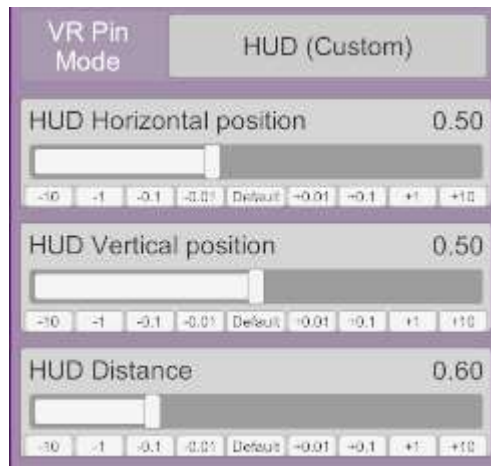 VR Pin
Mode
HUD (Custom)
HUD Horizontal position 0.50
-10 -1 -0.1 -0.01 Default +0.01 +0.1 +1 +10
HUD Vertical position 0.50
-10 -1 -0.1 -0.01 Default +0.01 +0.1 +1 +10
HUD Distance 0.60
-10 -1 -0.1 -0.01 Default +0.01 +0.1 +1 +10